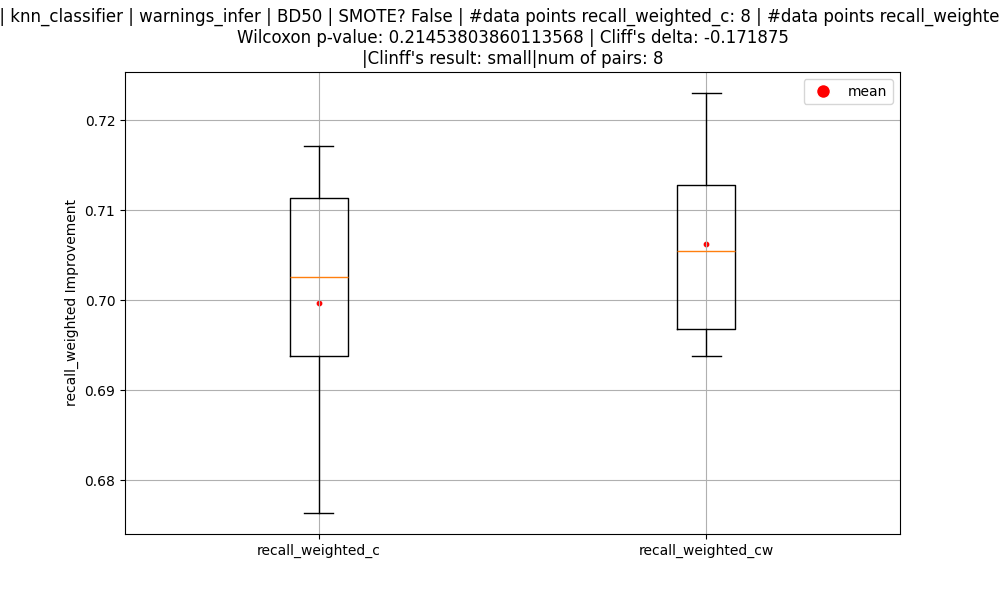 | knn_classifier | warnings_infer | BD50 | SMOTE? False | #data points recall_weighted_c: 8 | #data points recall_weighte
Wilcoxon p-value: 0.21453803860113568 | Cliff's delta: -0.171875
|Clinff's result: small|num of pairs: 8
mean
0.72
0.71
0.70
0.69
0.68
recall_weighted Improvement
recall_weighted_c
recall_weighted_cw